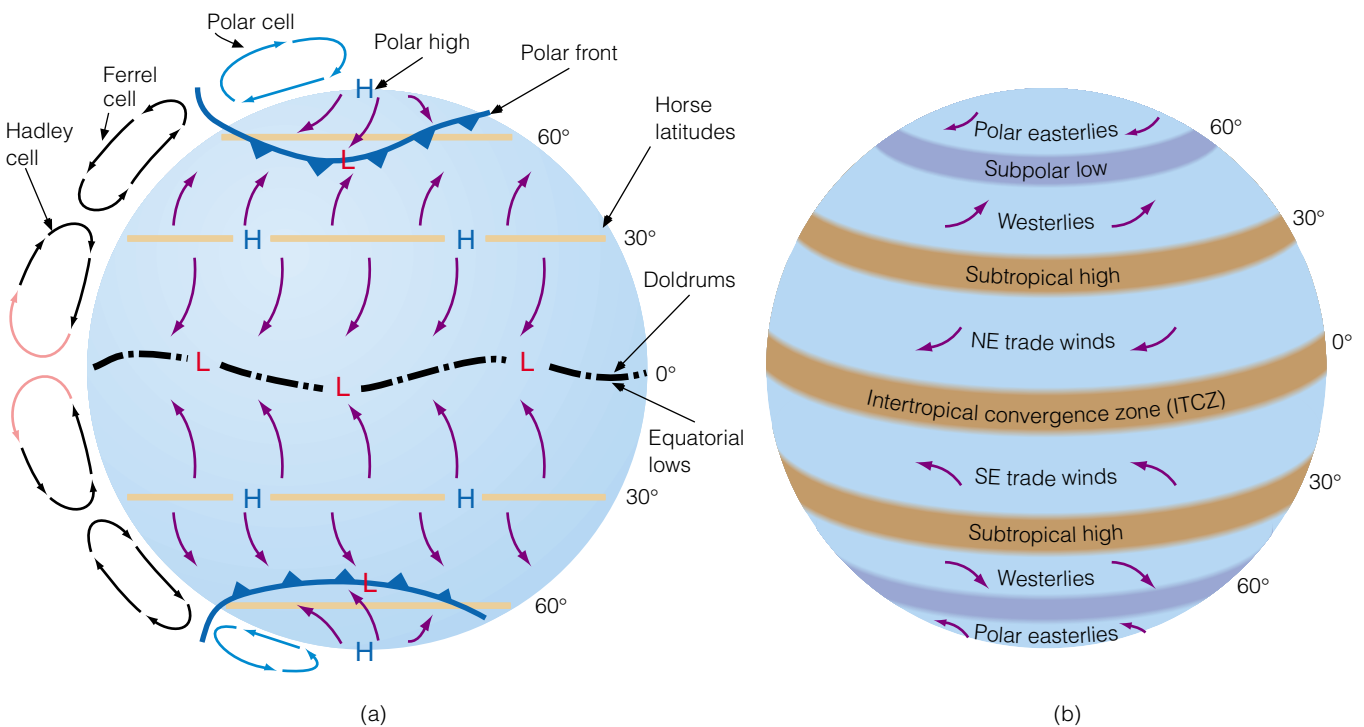 Polar cell
Polar high
Polar front
Ferrel
cell
Hadley
cell
Horse
latitudes
H
60°
L
H
H
30°
Doldrums
L
L
L
0°
Equatorial
lows
H
H
30°
L
60°
H
(a)
Polar easterlies
60°
Subpolar low
Westerlies
30°
Subtropical high
NE trade winds
0°
Intertropical convergence zone (ITCZ)
SE trade winds
30°
Subtropical high
Westerlies
60°
Polar easterlies
(b)